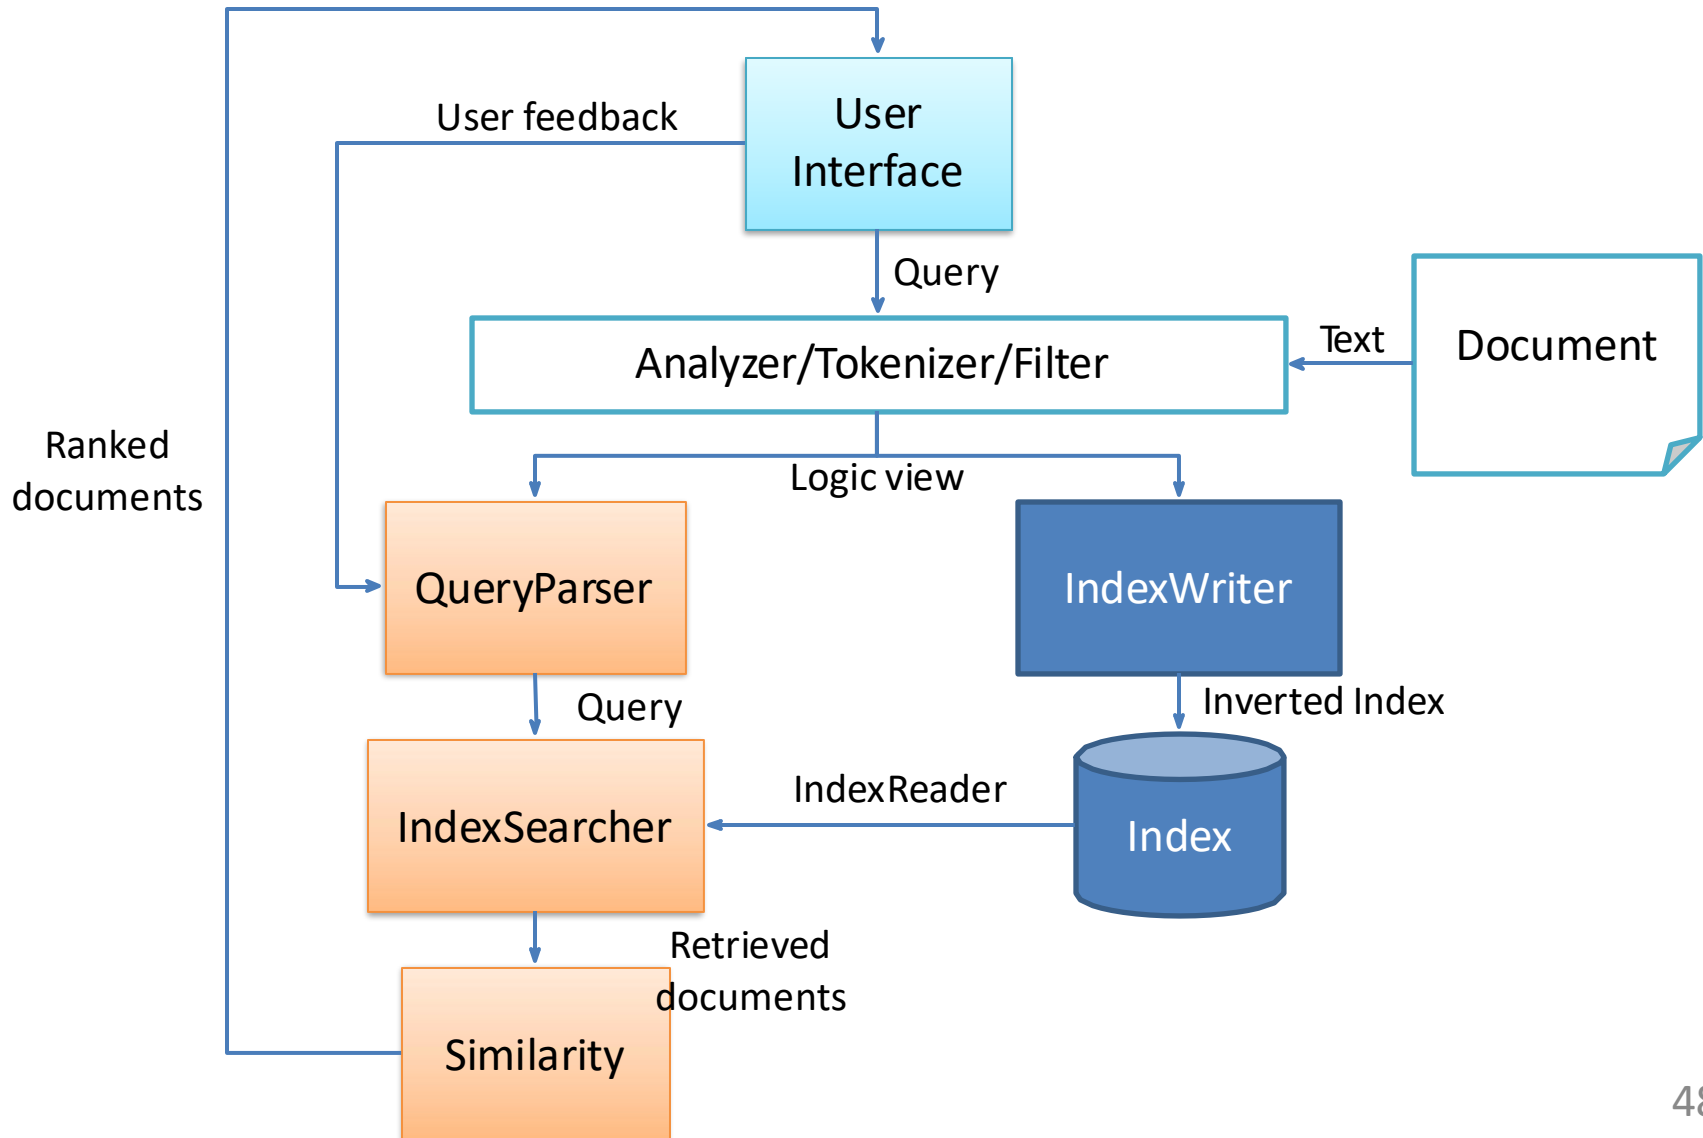 User feedback
User
Interface
Query
Text
Document
Analyzer/Tokenizer/Filter
Ranked
documents
Logic view
QueryParser
IndexWriter
Query
Inverted Index
IndexReader
IndexSearcher
Index
Retrieved
documents
Similarity
48